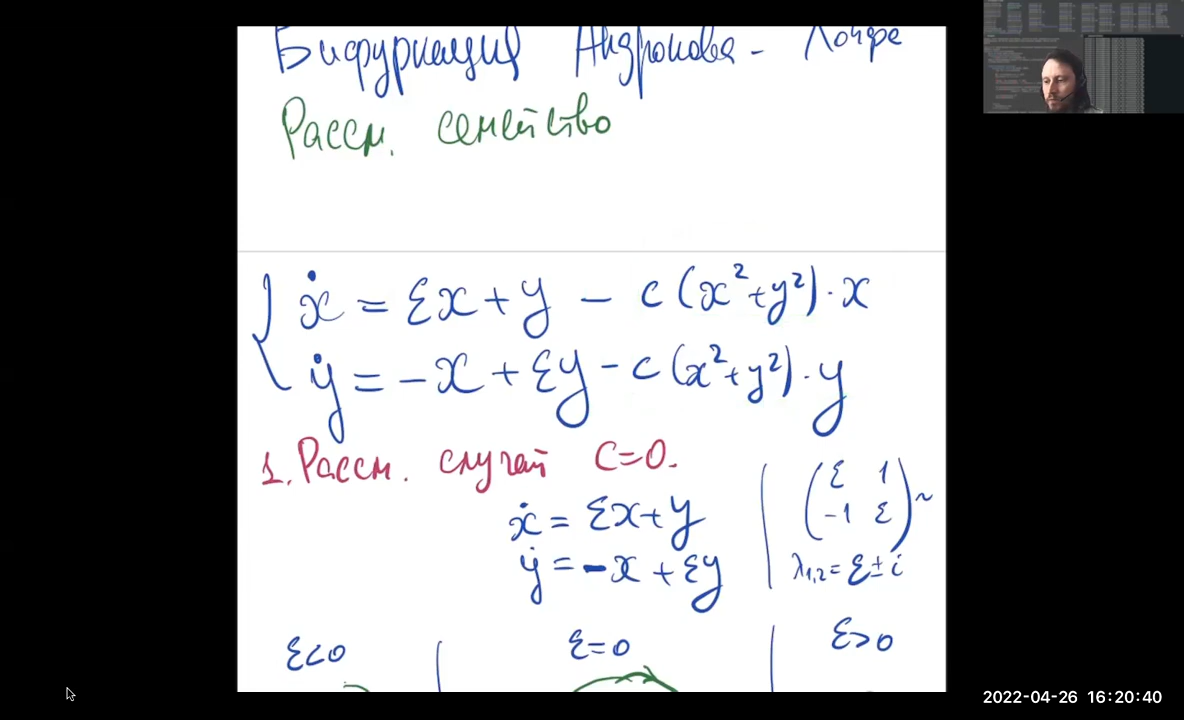 Бифуркация Андронова - Хопфа
Рассм. семейство
ẋ = εx + y - c(x²+y²)·x
ẏ = -x + εy - c(x²+y²)·y
1. Рассм. случай C=0.
ẋ = εx+y
ẏ = -x + εy
( ε 1
-1 ε ) ~
λ1,2 = ε ± i
ε<0 ε=0 ε>0
2022-04-26 16:20:40